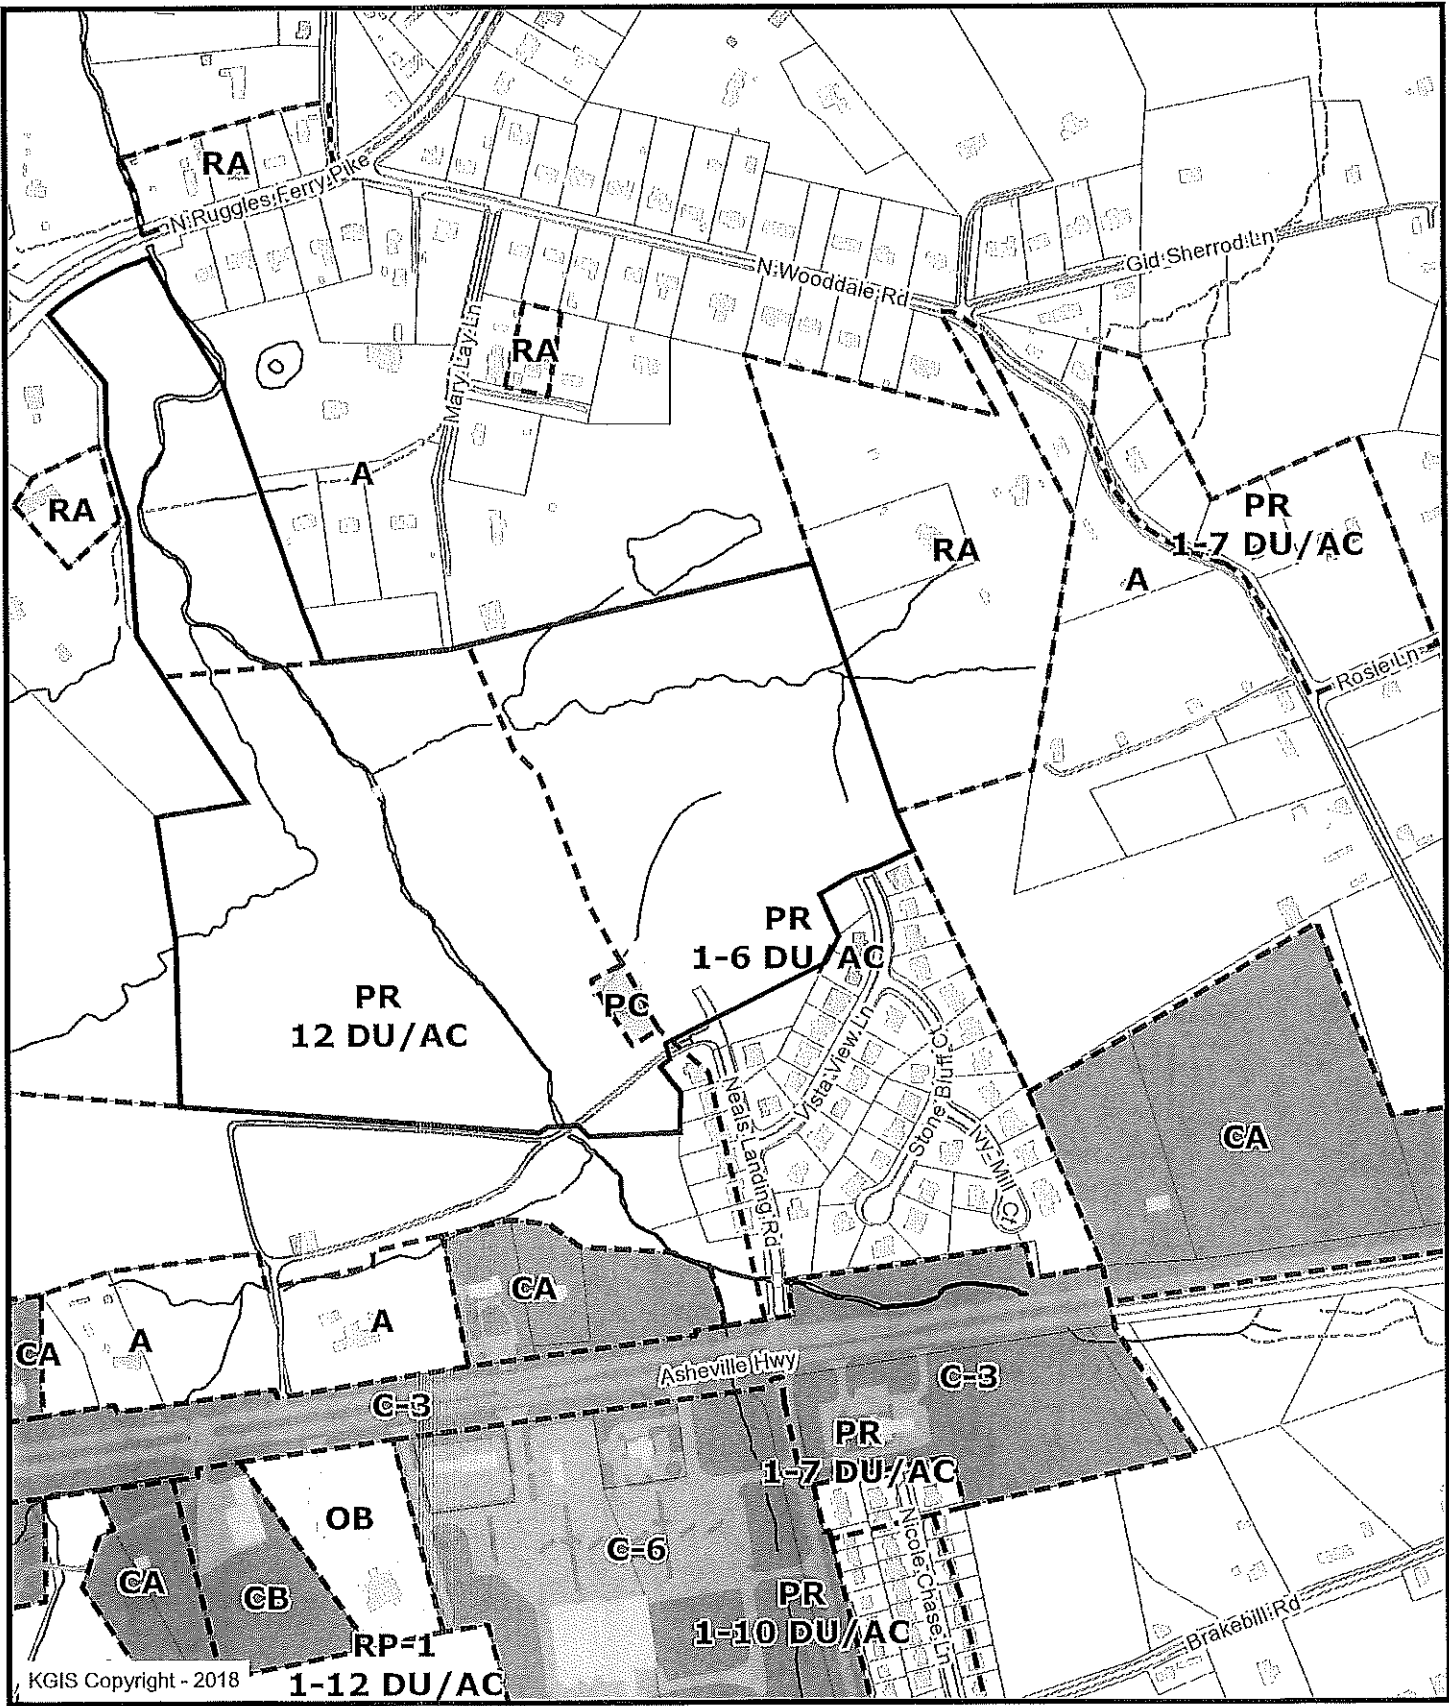 RA
N Ruggles Ferry Pike
N Wooddale Rd
Gid Sherrod Ln
Mary Lay Ln
RA
A
RA
RA
A
PR
1-7 DU/AC
Rosie Ln
PR
1-6 DU/AC
PC
PR
12 DU/AC
Neals Landing Rd
Vista View Ln
Stone Bluff Ct
Ivy Mill Ct
CA
CA
CA
A
A
Asheville Hwy
C-3
C-3
PR
1-7 DU/AC
OB
C-6
CA
CB
PR
1-10 DU/AC
Nicoe Chase Ln
Brakebill Rd
RP-1
1-12 DU/AC
KGIS Copyright - 2018